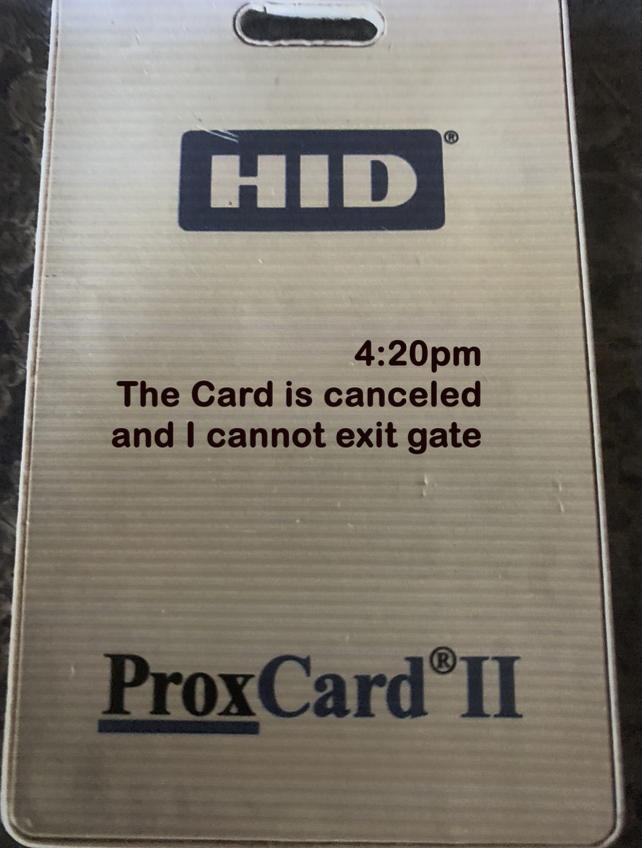 HID®
4:20pm
The Card is canceled
and I cannot exit gate
ProxCard®II